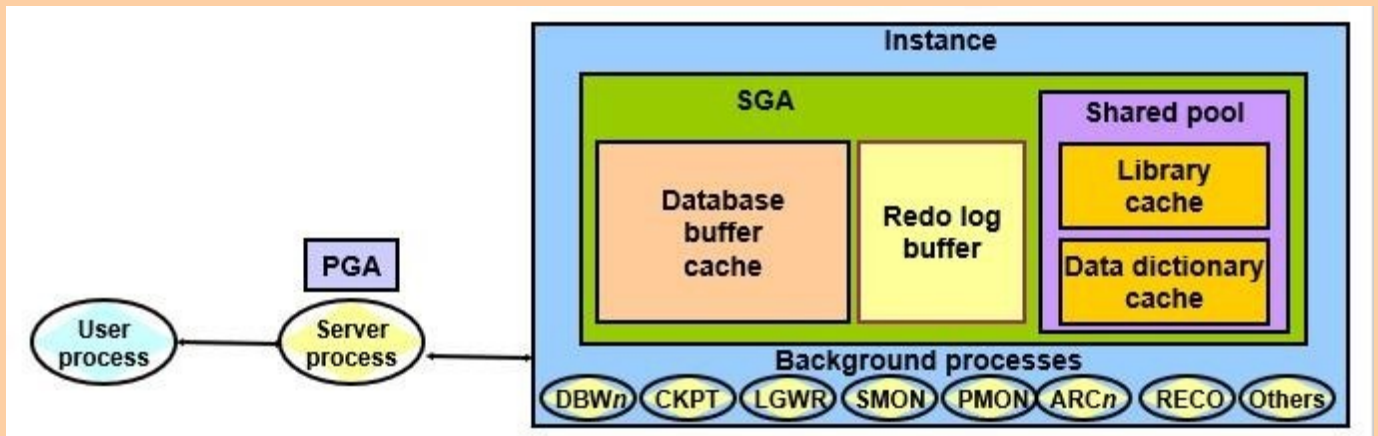 Instance
SGA
Shared pool
Library
cache
Data dictionary
cache
Database
buffer
cache
Redo log
buffer
PGA
User
process
Server
process
Background processes
DBWn
CKPT
LGWR
SMON
PMON
ARCn
RECO
Others